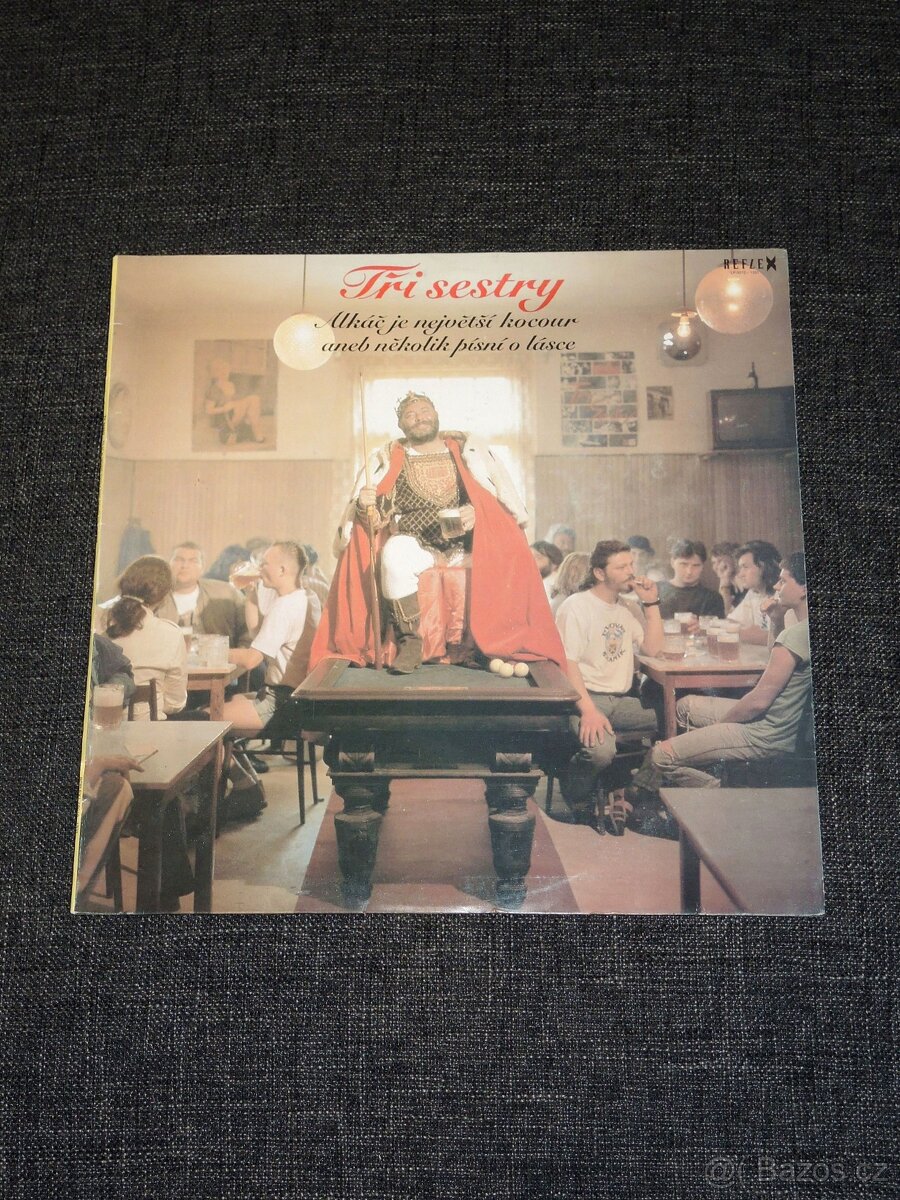 REFLEX
Tři sestry
Alkáč je největší kocour
aneb několik písní o lásce
@( Bazos.cz